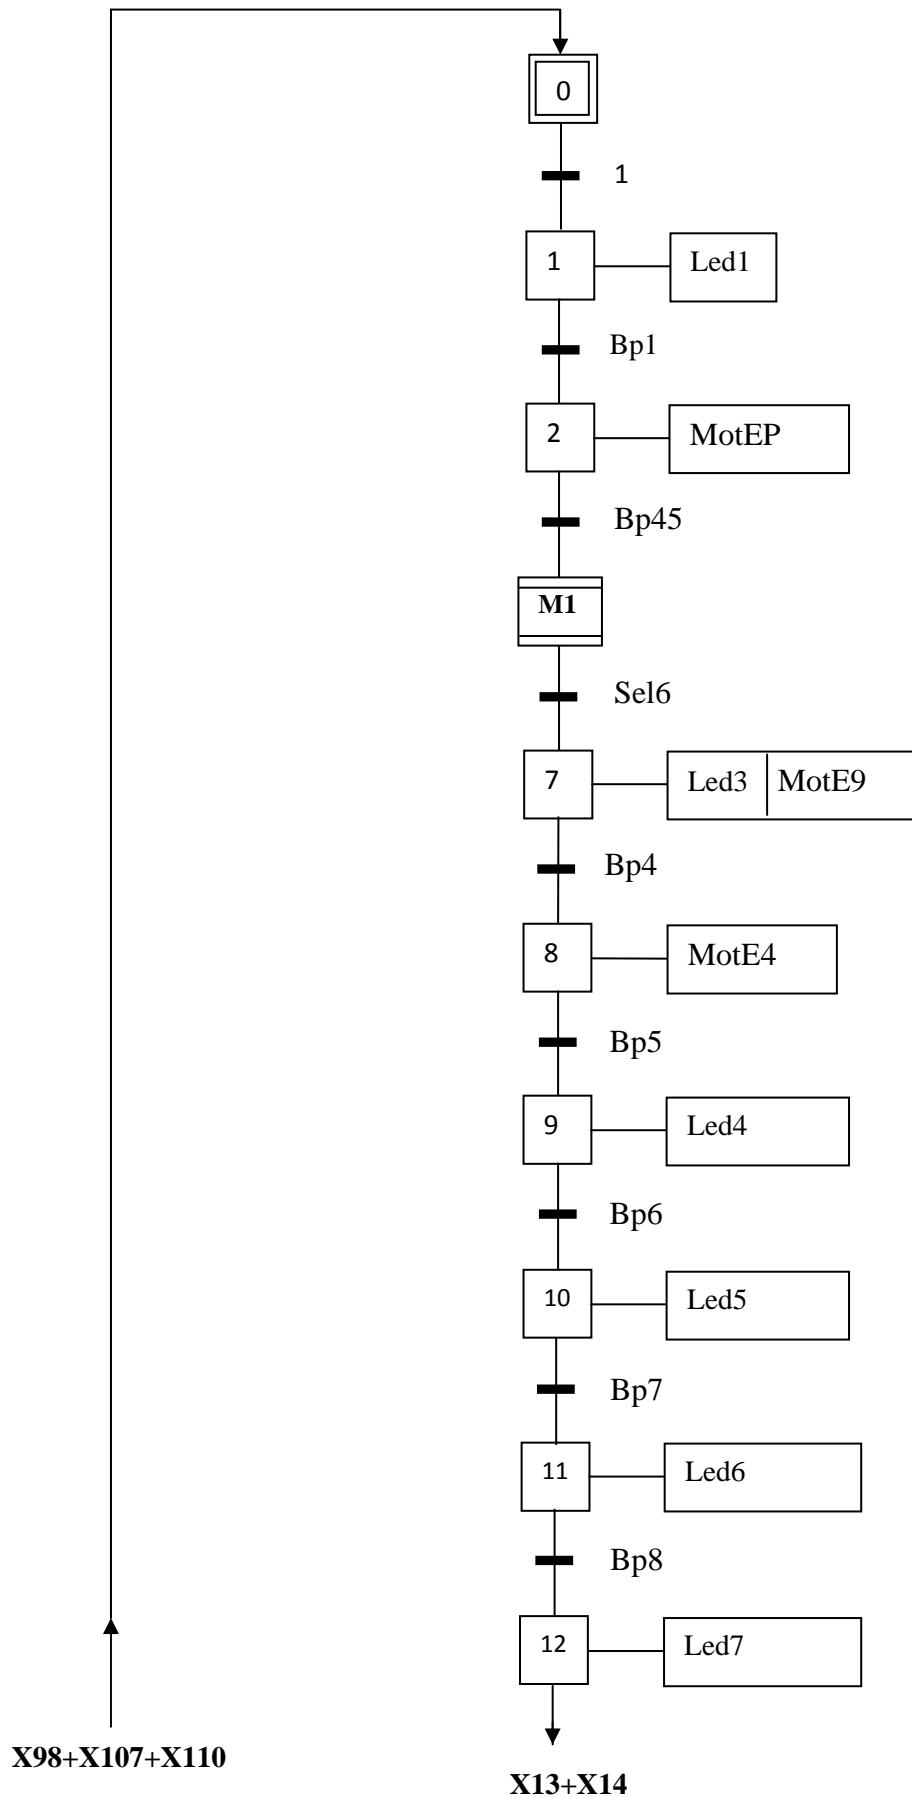 0
1
1 Led1
Bp1
2 MotEP
Bp45
M1
Sel6
7 Led3 MotE9
Bp4
8 MotE4
Bp5
9 Led4
Bp6
10 Led5
Bp7
11 Led6
Bp8
12 Led7
X98+X107+X110
X13+X14